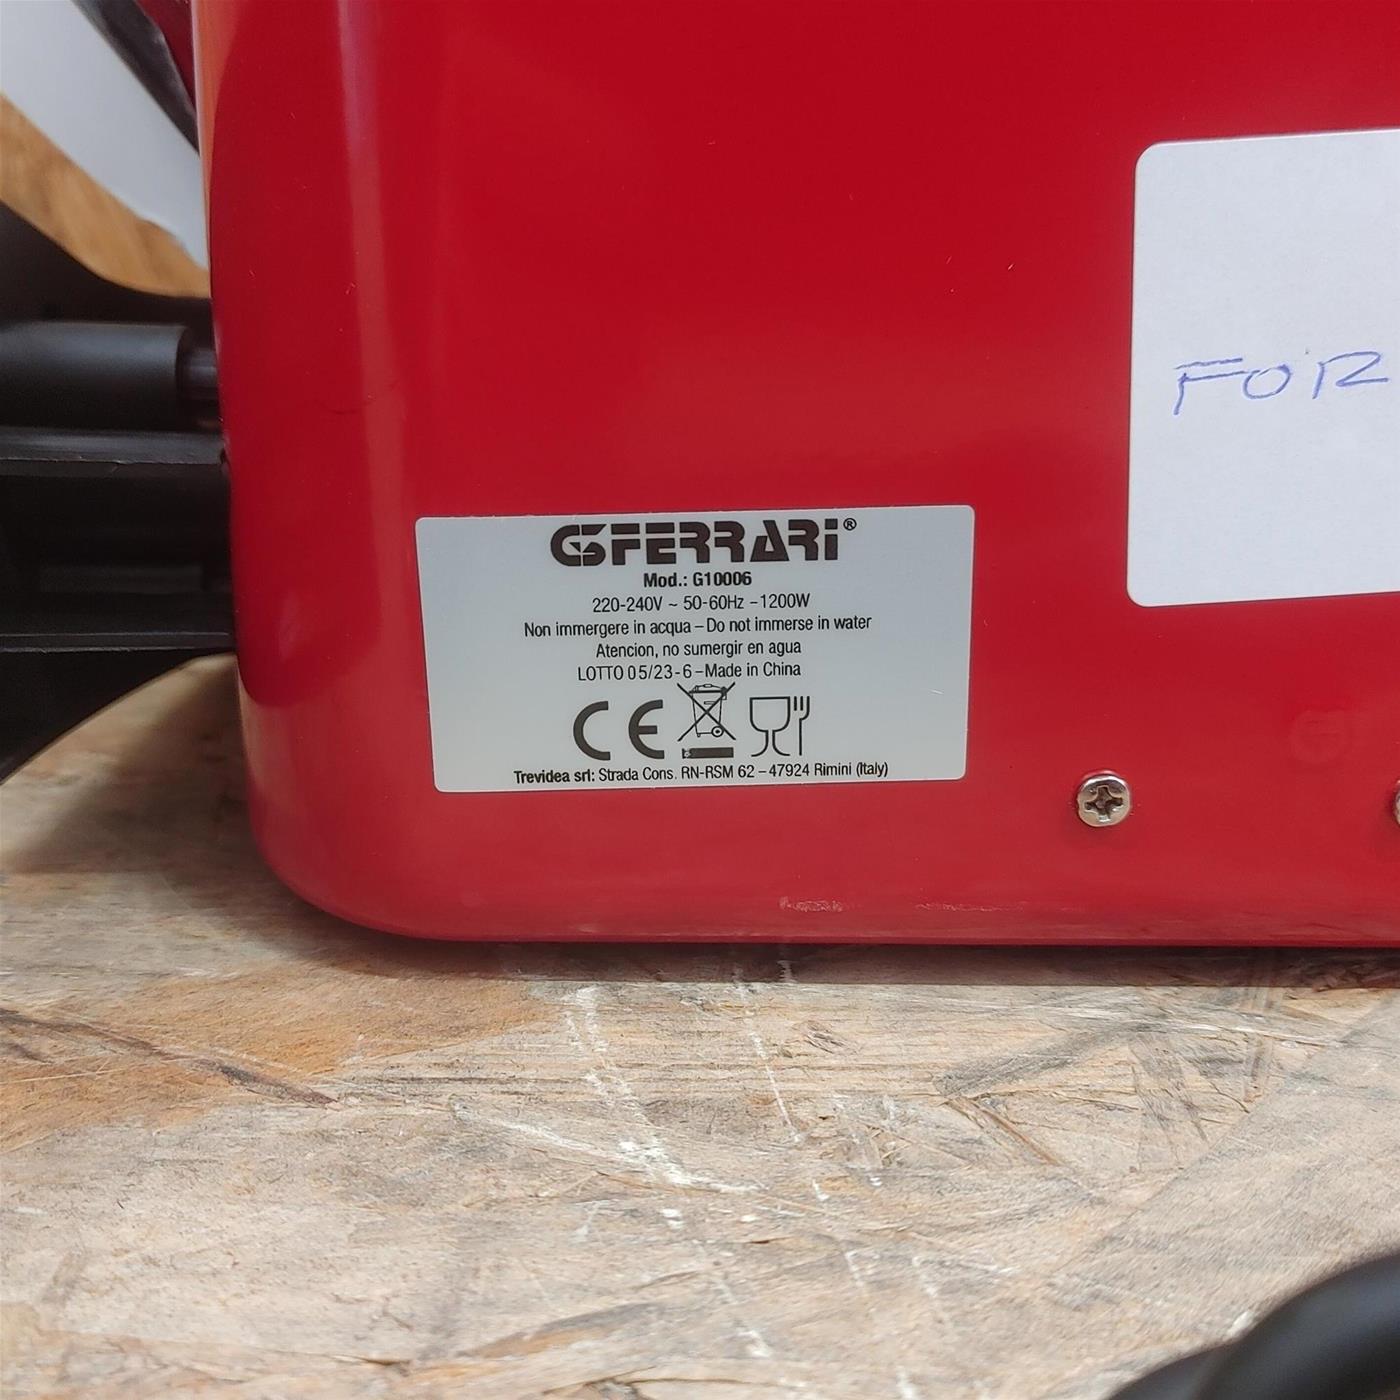 GFERRARI®
Mod.: G10006
220-240V ~ 50-60Hz –1200W
Non immergere in acqua – Do not immerse in water
Atencion, no sumergir en agua
LOTTO 05/23-6 – Made in China
CE
Trevidea srl: Strada Cons. RN-RSM 62 – 47924 Rimini (Italy)
FOR